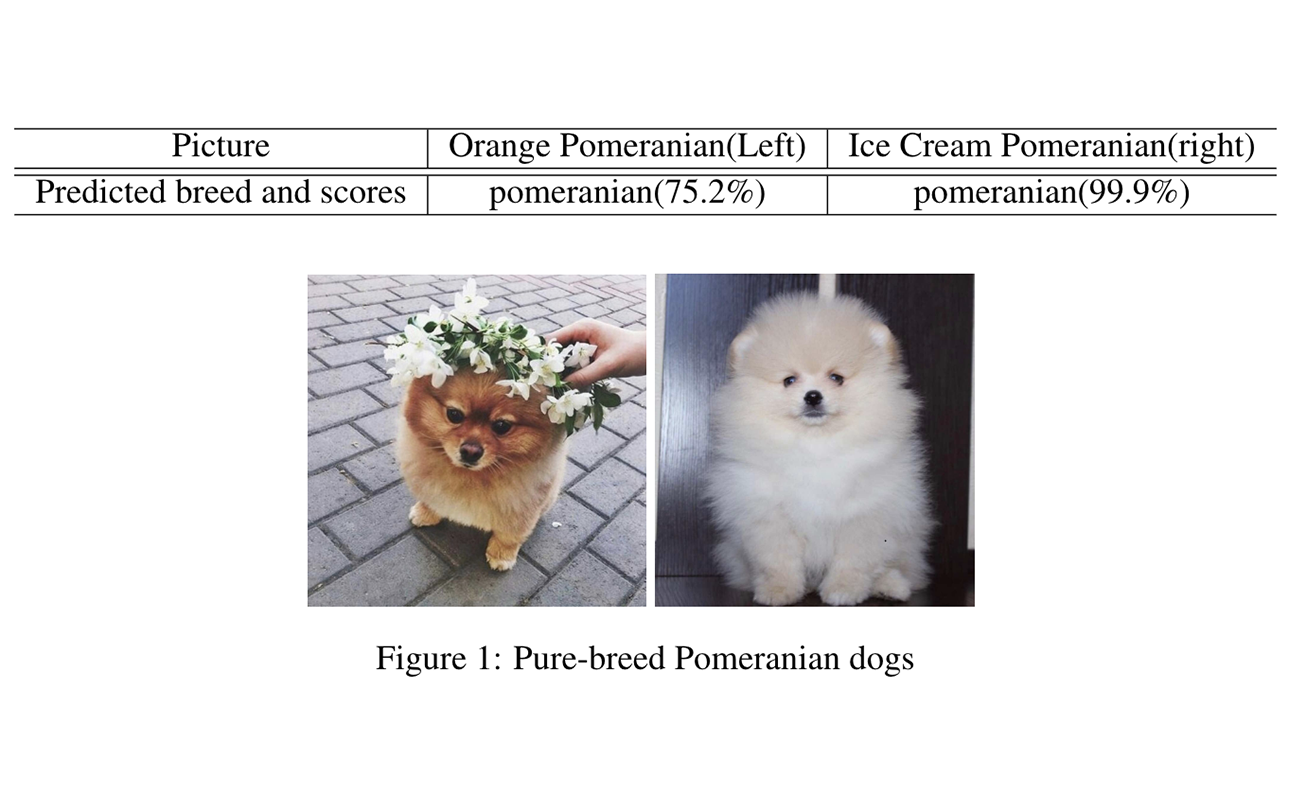 Picture Orange Pomeranian(Left) Ice Cream Pomeranian(right)
Predicted breed and scores pomeranian(75.2%) pomeranian(99.9%)
Figure 1: Pure-breed Pomeranian dogs